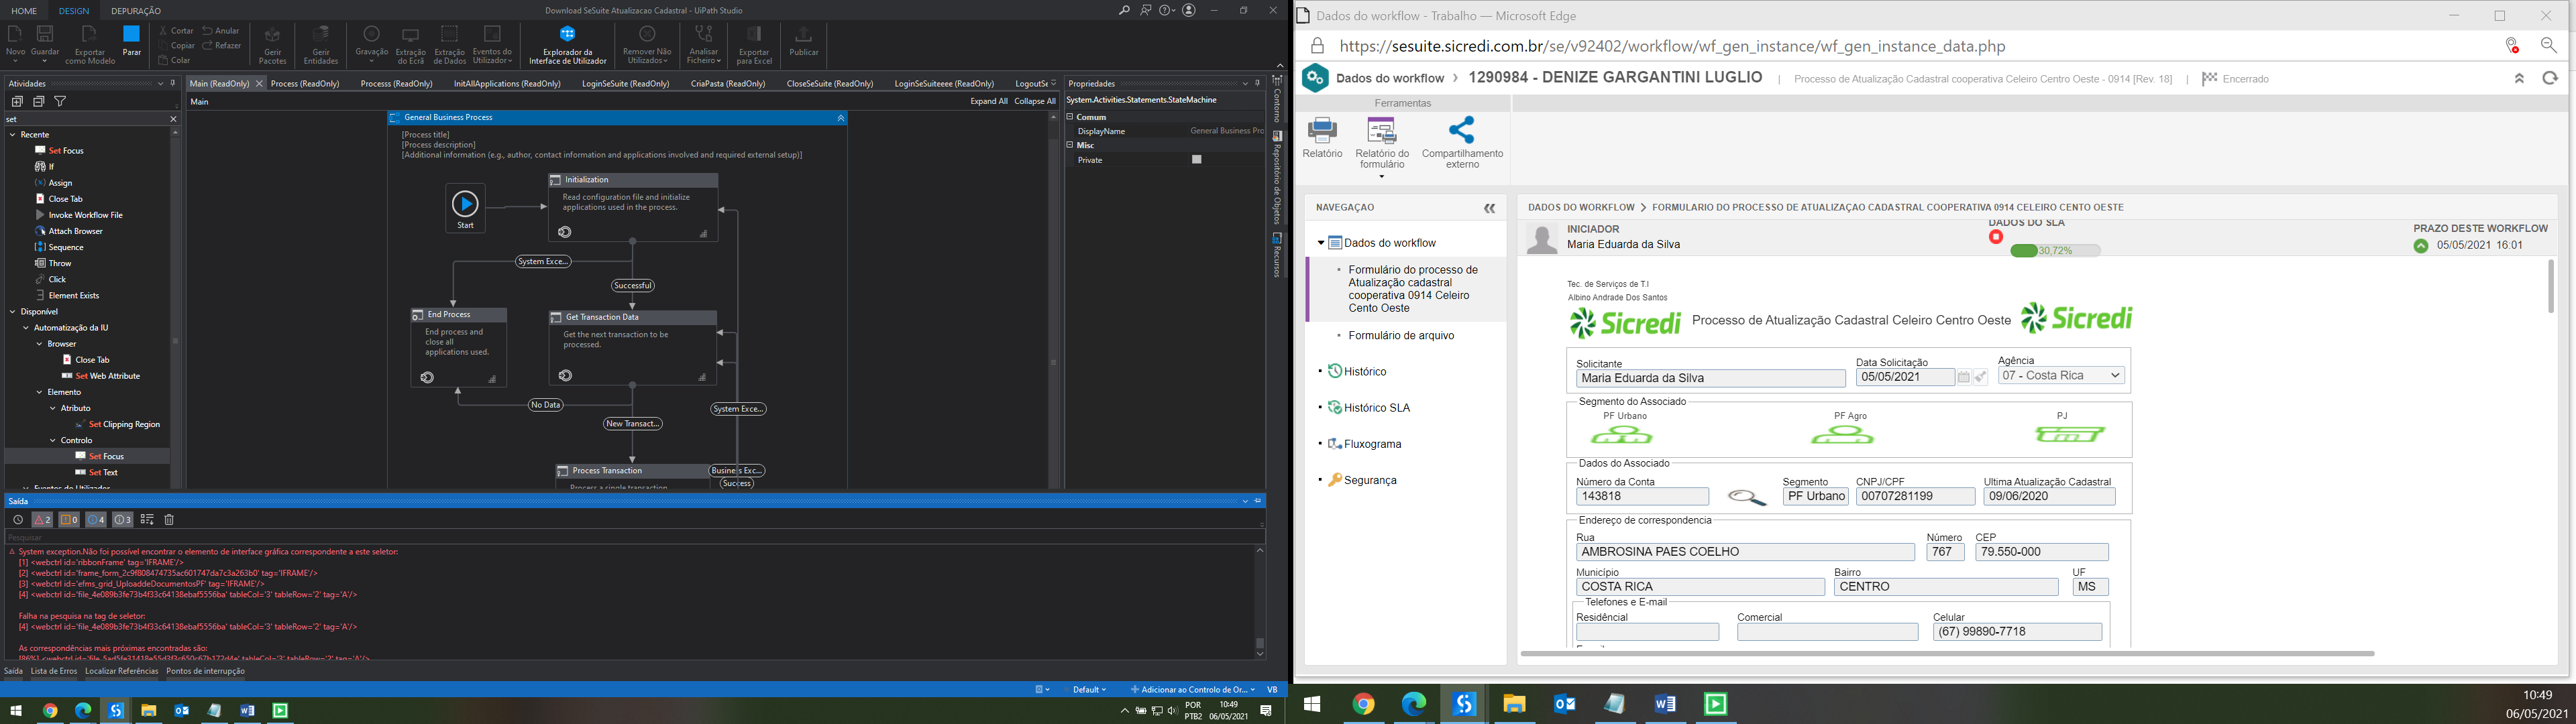 HOME
DESIGN
DEPURAÇÃO
Download SeSuite Atualizacao Cadastral - UiPath Studio
Novo
Guardar
Exportar como Modelo
Parar
Cortar
Copiar
Colar
Anular
Refazer
Gerir Pacotes
Gerir Entidades
Gravação
Extração do Ecrã
Extração de Dados
Eventos do Utilizador
Explorador da Interface de Utilizador
Remover Não Utilizados
Analisar Ficheiro
Exportar para Excel
Publicar
Atividades
set
Recente
Set Focus
If
Assign
Close Tab
Invoke Workflow File
Attach Browser
Sequence
Throw
Click
Element Exists
Disponível
Automatização da IU
Browser
Close Tab
Set Web Attribute
Elemento
Atributo
Set Clipping Region
Controlo
Set Focus
Set Text
Main (ReadOnly)
Process (ReadOnly)
Processs (ReadOnly)
InitAllApplications (ReadOnly)
LoginSeSuite (ReadOnly)
CriaPasta (ReadOnly)
CloseSeSuite (ReadOnly)
LoginSeSuiteeee (ReadOnly)
LogoutSe
Main
Expand All
Collapse All
General Business Process
[Process title]
[Process description]
[Additional information (e.g., author, contact information and applications involved and required external setup)]
Start
Initialization
Read configuration file and initialize applications used in the process.
System Exce...
Successful
End Process
End process and close all applications used.
Get Transaction Data
Get the next transaction to be processed.
No Data
System Exce...
New Transact...
Process Transaction
Business Exc...
Success
Process a single transaction
Propriedades
System.Activities.Statements.StateMachine
Comum
DisplayName
General Business Pro
Misc
Private
Contorno
Repositório de Objetos
Recursos
Saída
2
0
4
3
Pesquisar
System exception.Não foi possível encontrar o elemento de interface gráfica correspondente a este seletor:
[1] <webctrl id='ribbonFrame' tag='IFRAME'/>
[2] <webctrl id='frame_form_2c9f808474735ac601747da7c3a263b0' tag='IFRAME'/>
[3] <webctrl id='efms_grid_UploaddeDocumentosPF' tag='IFRAME'/>
[4] <webctrl id='file_4e089b3fe73b4f33c64138ebaf5556ba' tableCol='3' tableRow='2' tag='A'/>
Falha na pesquisa na tag de seletor:
[4] <webctrl id='file_4e089b3fe73b4f33c64138ebaf5556ba' tableCol='3' tableRow='2' tag='A'/>
As correspondências mais próximas encontradas são:
Saída
Lista de Erros
Localizar Referências
Pontos de interrupção
Default
Adicionar ao Controlo de Or...
VB
POR
PTB2
10:49
06/05/2021
Dados do workflow - Trabalho — Microsoft Edge
https://sesuite.sicredi.com.br/se/v92402/workflow/wf_gen_instance/wf_gen_instance_data.php
Dados do workflow > 1290984 - DENIZE GARGANTINI LUGLIO | Processo de Atualização Cadastral cooperativa Celeiro Centro Oeste - 0914 [Rev. 18] | Encerrado
Ferramentas
Relatório
Relatório do formulário
Compartilhamento externo
NAVEGAÇAO
Dados do workflow
Formulário do processo de
Atualização cadastral
cooperativa 0914 Celeiro
Cento Oeste
Formulário de arquivo
Histórico
Histórico SLA
Fluxograma
Segurança
DADOS DO WORKFLOW > FORMULARIO DO PROCESSO DE ATUALIZAÇAO CADASTRAL COOPERATIVA 0914 CELEIRO CENTO OESTE
INICIADOR
Maria Eduarda da Silva
DADOS DO SLA
30,72%
PRAZO DESTE WORKFLOW
05/05/2021 16:01
Tec. de Serviços de T.I
Albino Andrade Dos Santos
Sicredi
Processo de Atualização Cadastral Celeiro Centro Oeste
Sicredi
Solicitante
Maria Eduarda da Silva
Data Solicitação
05/05/2021
Agência
07 - Costa Rica
Segmento do Associado
PF Urbano
PF Agro
PJ
Dados do Associado
Número da Conta
143818
Segmento
PF Urbano
CNPJ/CPF
00707281199
Ultima Atualização Cadastral
09/06/2020
Endereço de correspondencia
Rua
AMBROSINA PAES COELHO
Número
767
CEP
79.550-000
Município
COSTA RICA
Bairro
CENTRO
UF
MS
Telefones e E-mail
Residêncial
Comercial
Celular
(67) 99890-7718
10:49
06/05/2021